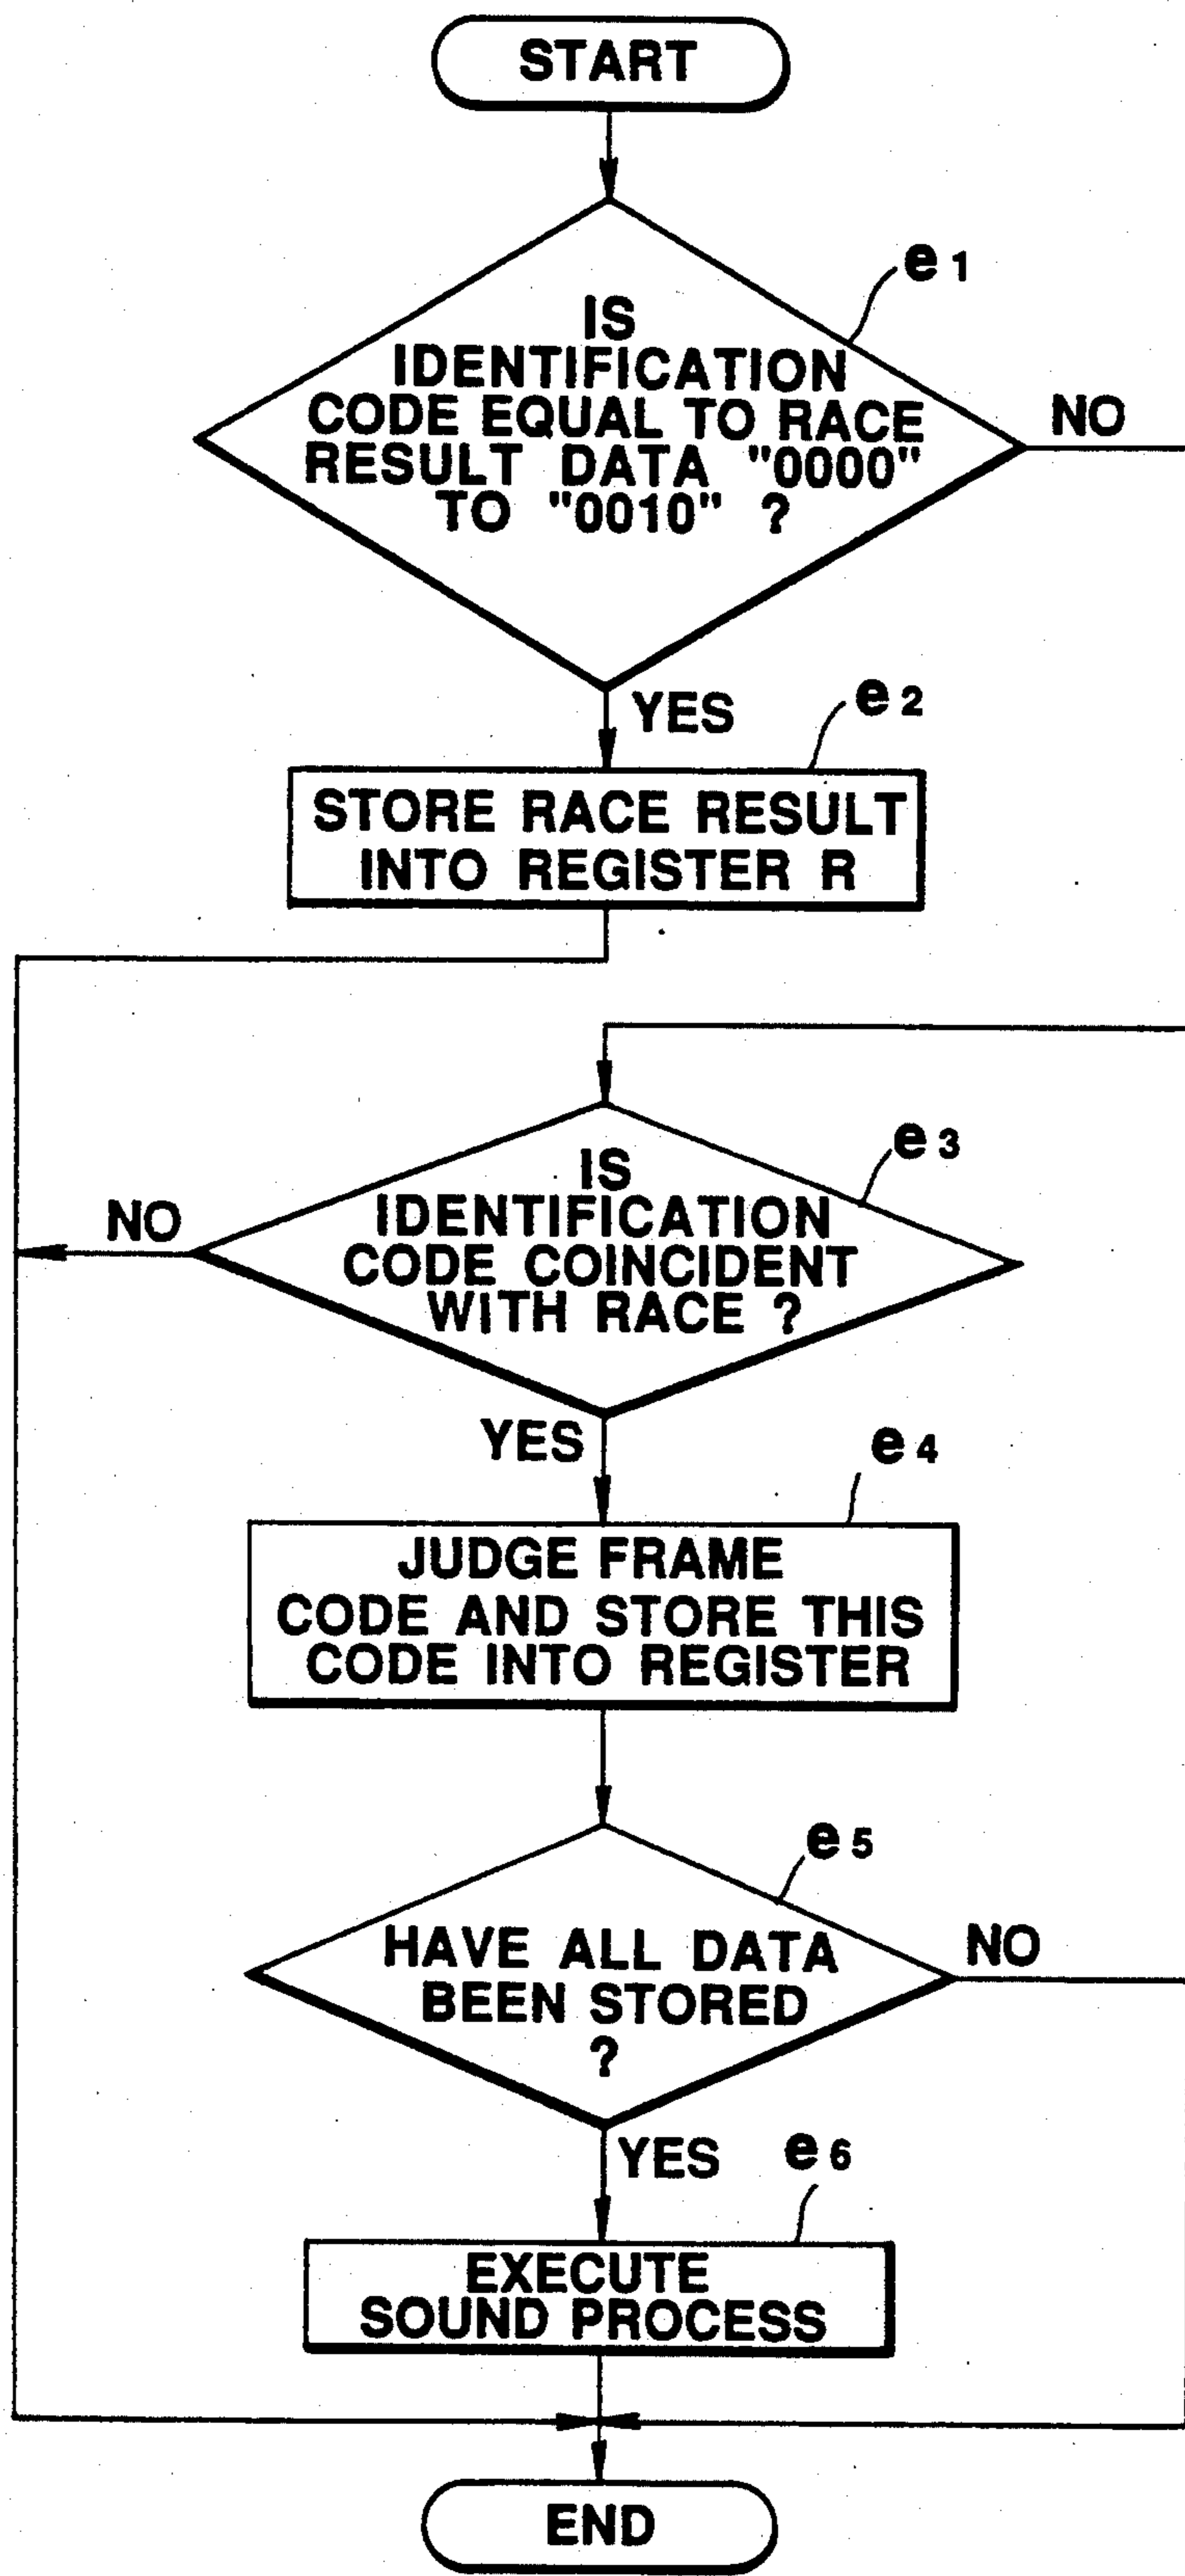 START
e1
IS
IDENTIFICATION
CODE EQUAL TO RACE
RESULT DATA "0000"
TO "0010" ?
NO
YES
e2
STORE RACE RESULT
INTO REGISTER R
e3
IS
IDENTIFICATION
CODE COINCIDENT
WITH RACE ?
NO
YES
e4
JUDGE FRAME
CODE AND STORE THIS
CODE INTO REGISTER
e5
HAVE ALL DATA
BEEN STORED
?
NO
YES
e6
EXECUTE
SOUND PROCESS
END